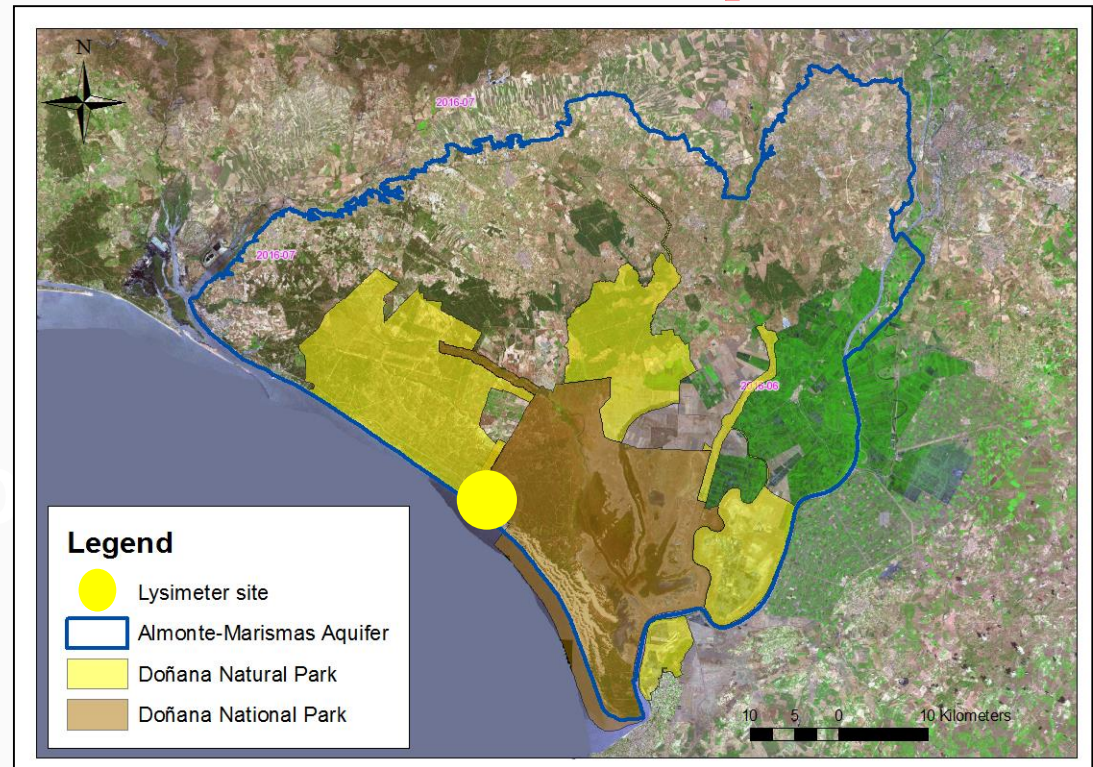 N
2016-07
2016-07
2016-06
Legend
Lysimeter site
Almonte-Marismas Aquifer
Doñana Natural Park
Doñana National Park
10 5 0 10 Kilometers